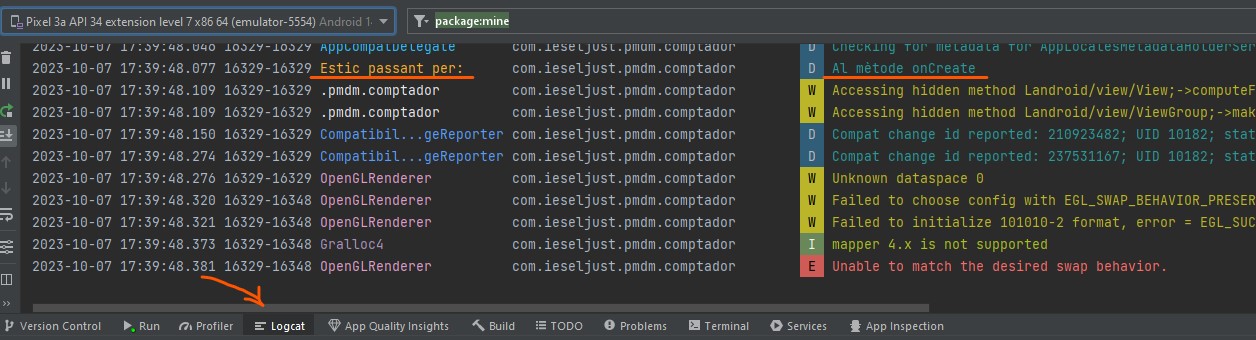 Pixel 3a API 34 extension level 7 x86 64 (emulator-5554) Android 1
package:mine
2023-10-07 17:39:48.046 16329-16329 AppCompatDelegate com.ieseljust.pmdm.comptador D Checking for metadata for AppLocalesMetadataHolderSer
2023-10-07 17:39:48.077 16329-16329 Estic passant per: com.ieseljust.pmdm.comptador D Al mètode onCreate
2023-10-07 17:39:48.109 16329-16329 .pmdm.comptador com.ieseljust.pmdm.comptador W Accessing hidden method Landroid/view/View;->computeF
2023-10-07 17:39:48.109 16329-16329 .pmdm.comptador com.ieseljust.pmdm.comptador W Accessing hidden method Landroid/view/ViewGroup;->mak
2023-10-07 17:39:48.150 16329-16329 Compatibil...geReporter com.ieseljust.pmdm.comptador D Compat change id reported: 210923482; UID 10182; stat
2023-10-07 17:39:48.274 16329-16329 Compatibil...geReporter com.ieseljust.pmdm.comptador D Compat change id reported: 237531167; UID 10182; stat
2023-10-07 17:39:48.276 16329-16329 OpenGLRenderer com.ieseljust.pmdm.comptador W Unknown dataspace 0
2023-10-07 17:39:48.320 16329-16348 OpenGLRenderer com.ieseljust.pmdm.comptador W Failed to choose config with EGL_SWAP_BEHAVIOR_PRESER
2023-10-07 17:39:48.321 16329-16348 OpenGLRenderer com.ieseljust.pmdm.comptador W Failed to initialize 101010-2 format, error = EGL_SUC
2023-10-07 17:39:48.373 16329-16348 Gralloc4 com.ieseljust.pmdm.comptador I mapper 4.x is not supported
2023-10-07 17:39:48.381 16329-16348 OpenGLRenderer com.ieseljust.pmdm.comptador E Unable to match the desired swap behavior.
Version Control Run Profiler Logcat App Quality Insights Build TODO Problems Terminal Services App Inspection